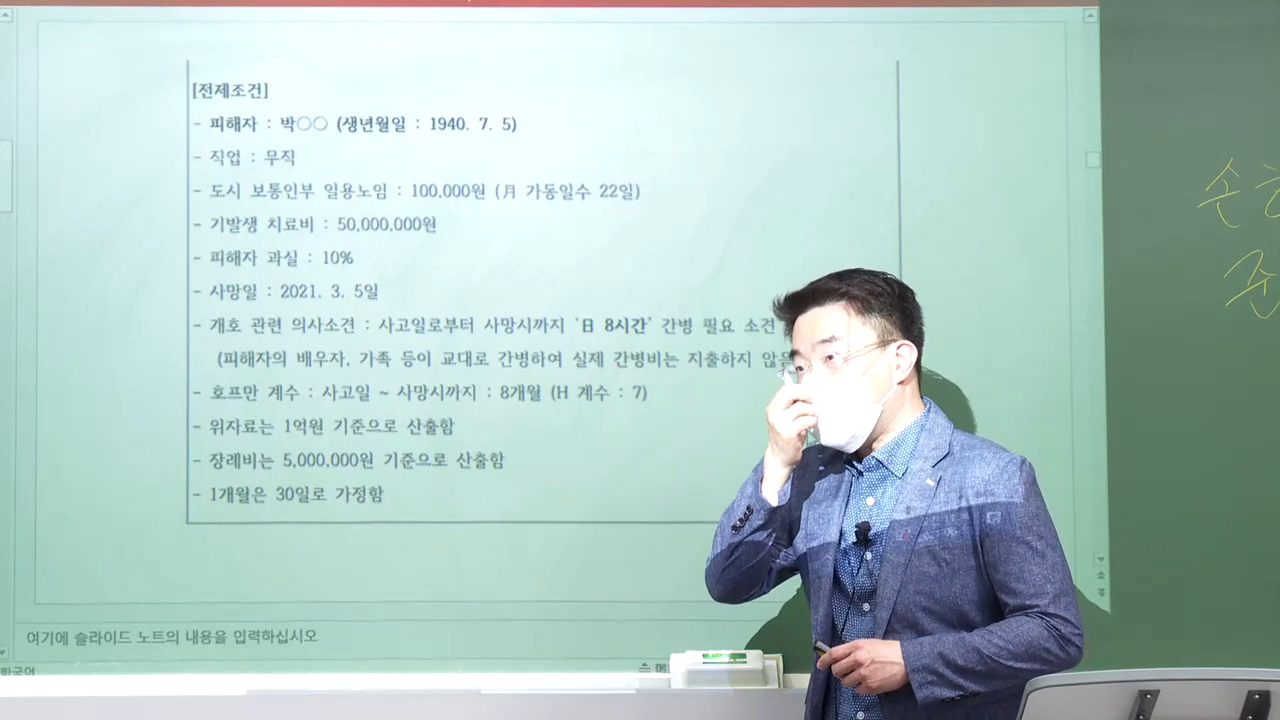 [전제조건]
- 피해자 : 박○○ (생년월일 : 1940. 7. 5)
- 직업 : 무직
- 도시 보통인부 일용노임 : 100,000원 (月 가동일수 22일)
- 기발생 치료비 : 50,000,000원
- 피해자 과실 : 10%
- 사망일 : 2021. 3. 5일
- 개호 관련 의사소견 : 사고일로부터 사망시까지 '日 8시간' 간병 필요 소견
(피해자의 배우자, 가족 등이 교대로 간병하여 실제 간병비는 지출하지
- 호프만 계수 : 사고일 ~ 사망시까지 : 8개월 (H 계수 : 7)
- 위자료는 1억원 기준으로 산출함
- 장례비는 5,000,000원 기준으로 산출함
- 1개월은 30일로 가정함
여기에 슬라이드 노트의 내용을 입력하십시오
한국어
손